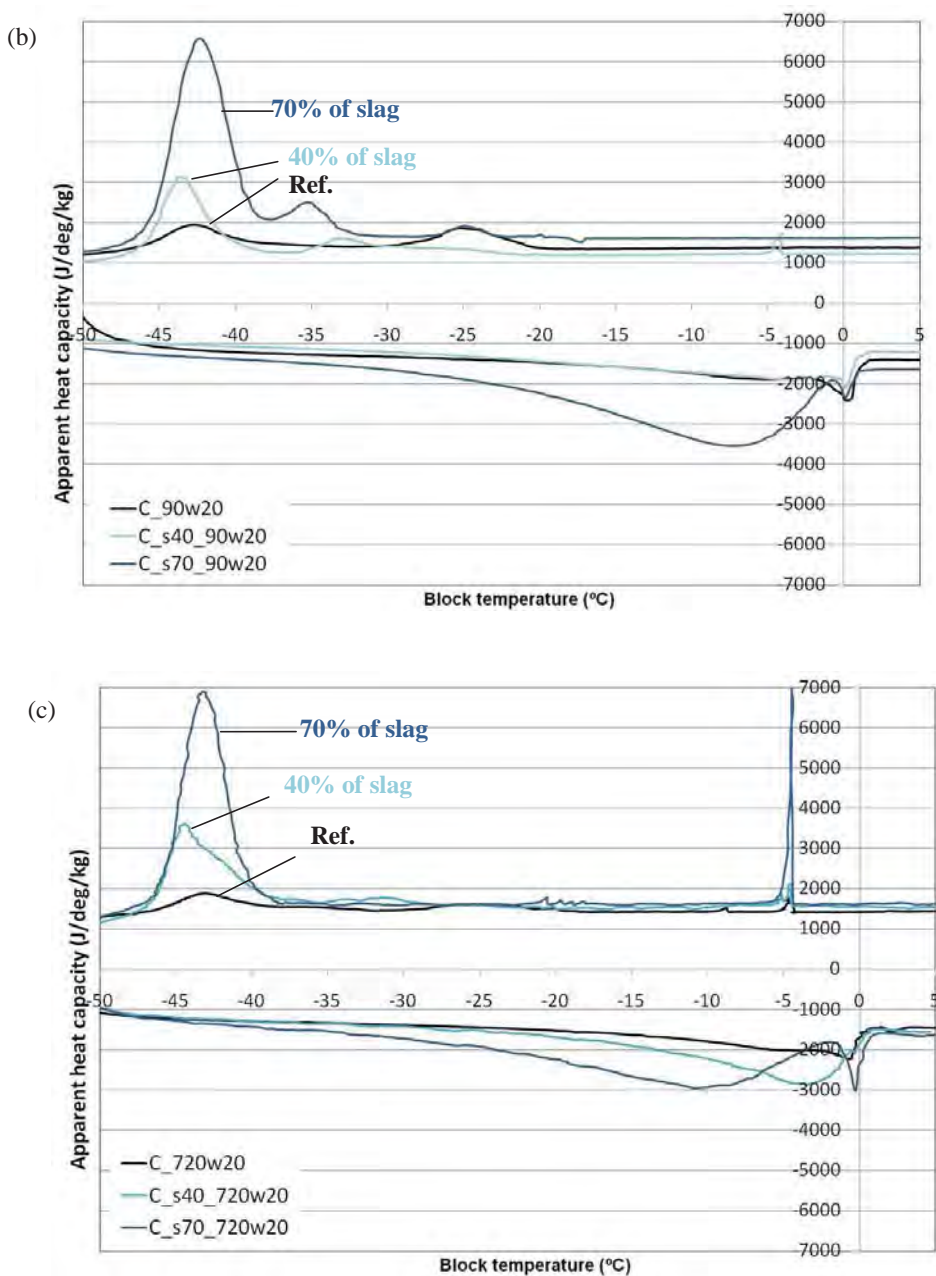 (b)
Apparent heat capacity (J/deg/kg)
7000
6000
5000
4000
3000
2000
1000
0
-1000
-2000
-3000
-4000
-5000
-6000
-7000
70% of slag
40% of slag
Ref.
-50 -45 -40 -35 -30 -25 -20 -15 -10 -5 0 5
C_90w20
C_s40_90w20
C_s70_90w20
Block temperature (ºC)
(c)
Apparent heat capacity (J/deg/kg)
7000
6000
5000
4000
3000
2000
1000
0
-1000
-2000
-3000
-4000
-5000
-6000
-7000
70% of slag
40% of slag
Ref.
-50 -45 -40 -35 -30 -25 -20 -15 -10 -5 0 5
C_720w20
C_s40_720w20
C_s70_720w20
Block temperature (ºC)